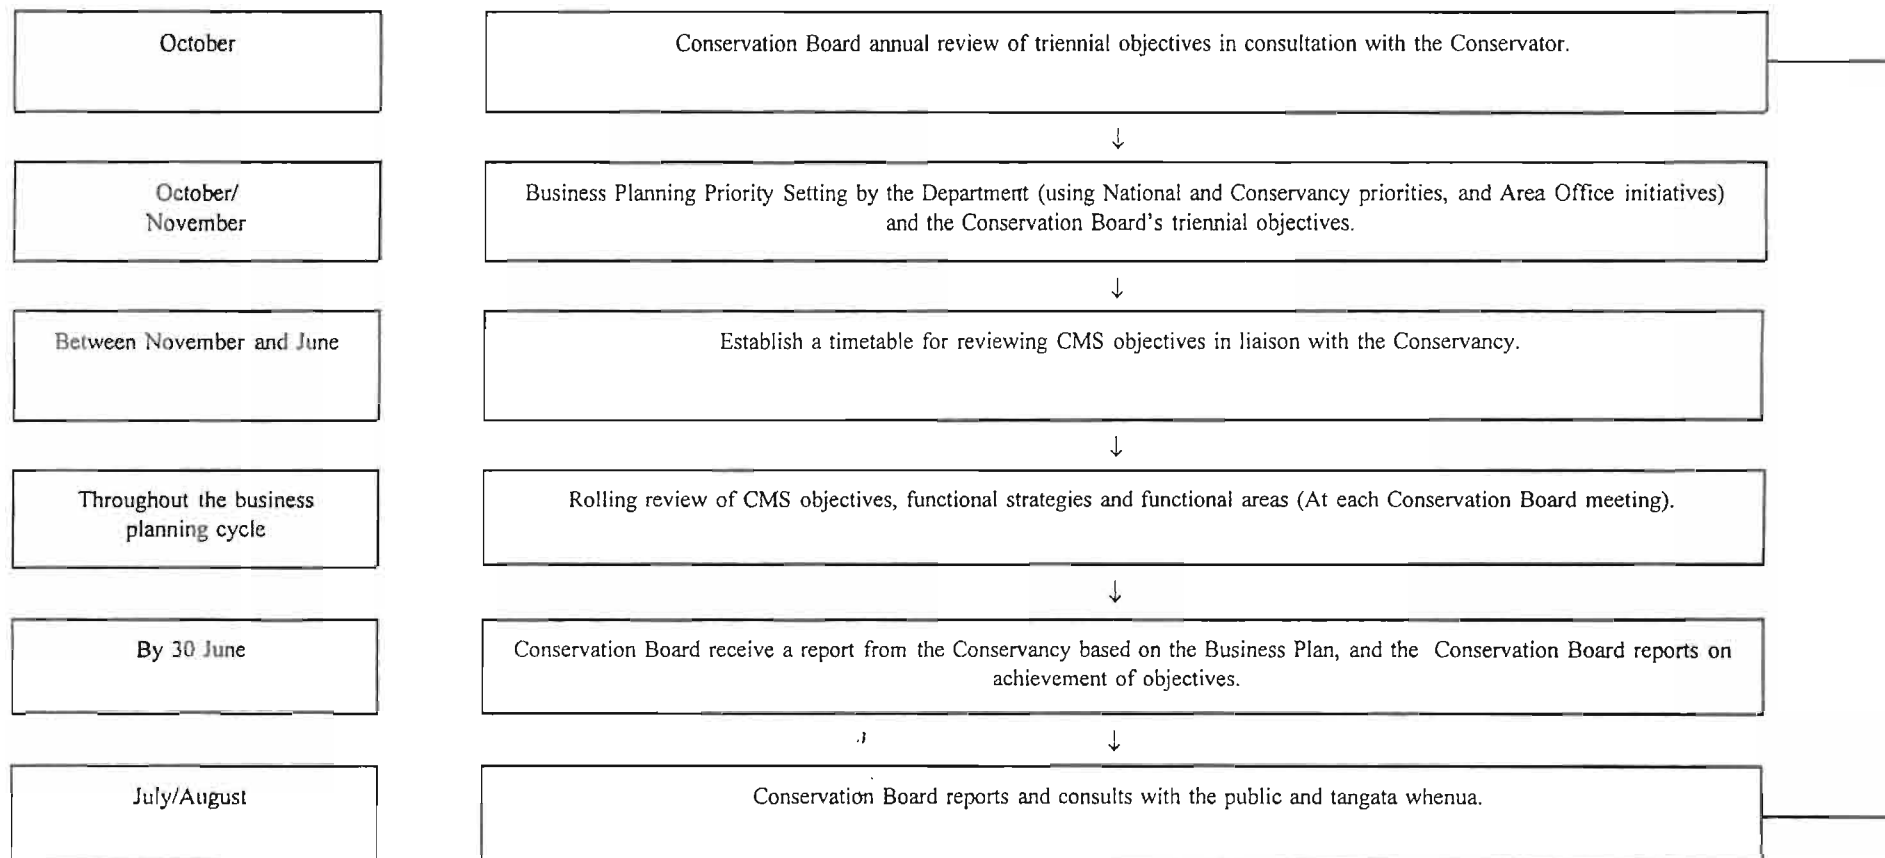 October
Conservation Board annual review of triennial objectives in consultation with the Conservator.
↓
October/
November
Business Planning Priority Setting by the Department (using National and Conservancy priorities, and Area Office initiatives)
and the Conservation Board's triennial objectives.
↓
Between November and June
Establish a timetable for reviewing CMS objectives in liaison with the Conservancy.
↓
Throughout the business
planning cycle
Rolling review of CMS objectives, functional strategies and functional areas (At each Conservation Board meeting).
↓
By 30 June
Conservation Board receive a report from the Conservancy based on the Business Plan, and the Conservation Board reports on
achievement of objectives.
↓
July/August
Conservation Board reports and consults with the public and tangata whenua.